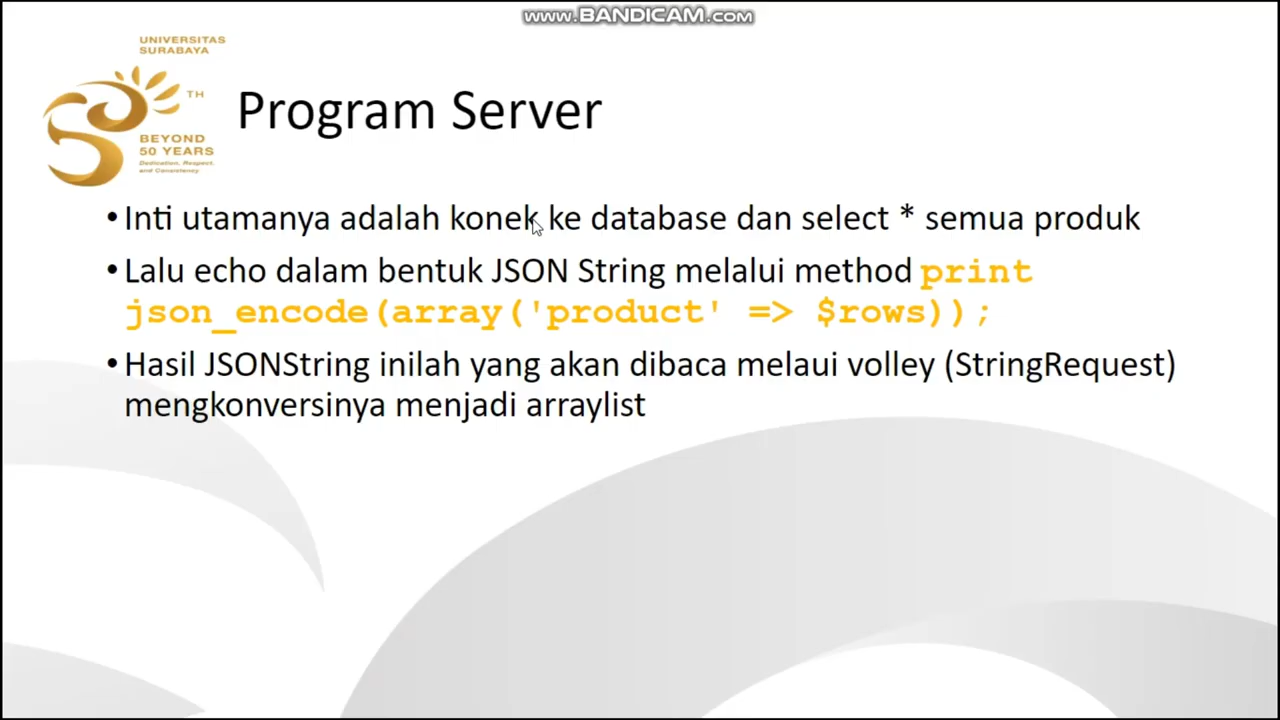 www.BANDICAM.com
UNIVERSITAS
SURABAYA
TH
BEYOND
50 YEARS
Dedication, Respect,
and Consistency
Program Server
•Inti utamanya adalah konek ke database dan select * semua produk
•Lalu echo dalam bentuk JSON String melalui method print
json_encode(array('product' => $rows));
•Hasil JSONString inilah yang akan dibaca melaui volley (StringRequest)
mengkonversinya menjadi arraylist